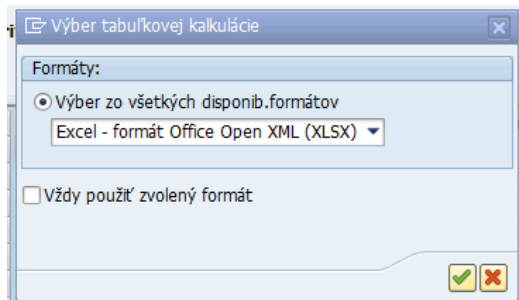 Výber tabuľkovej kalkulácie
Formáty:
Výber zo všetkých disponib.formátov
Excel - formát Office Open XML (XLSX)
Vždy použiť zvolený formát